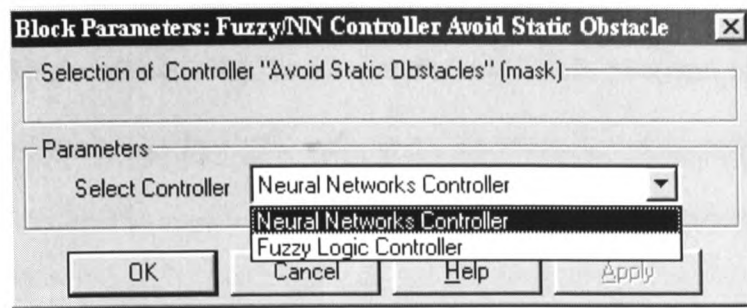 Block Parameters: Fuzzy/NN Controller Avoid Static Obstacle
Selection of Controller "Avoid Static Obstacles" (mask)
Parameters
Select Controller Neural Networks Controller
Neural Networks Controller
Fuzzy Logic Controller
OK Cancel Help Apply